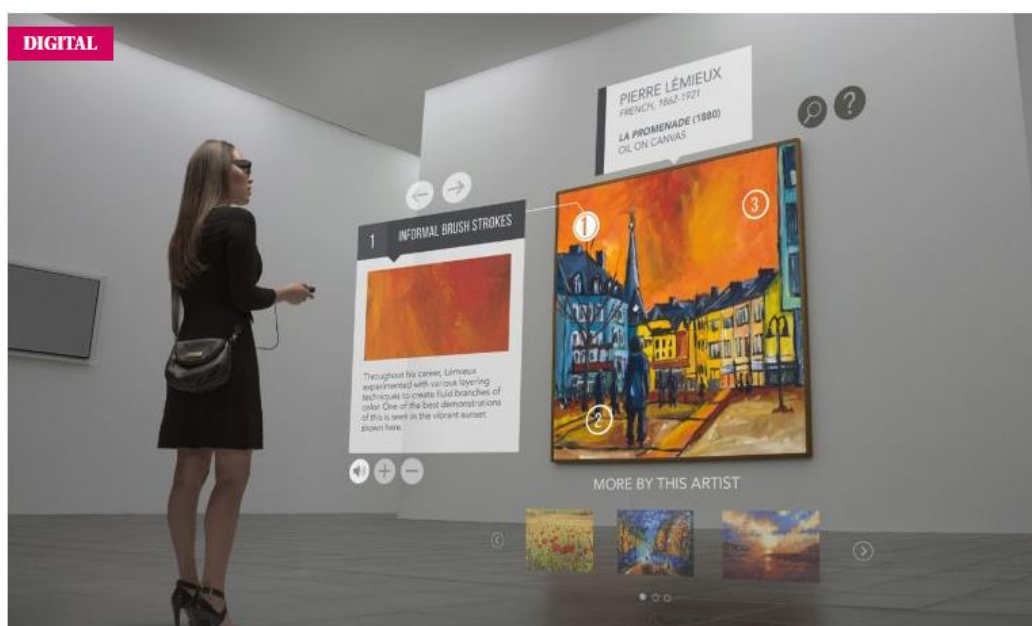 DIGITAL
PIERRE LÉMIEUX
FRENCH, 1862-1921
LA PROMENADE (1880)
OIL ON CANVAS
?
1
3
1 INFORMAL BRUSH STROKES
Throughout his career, Lémieux
experimented with various layering
techniques to create fluid branches of
color. One of the best demonstrations
of this is seen in the vibrant sunset
shown here.
2
MORE BY THIS ARTIST